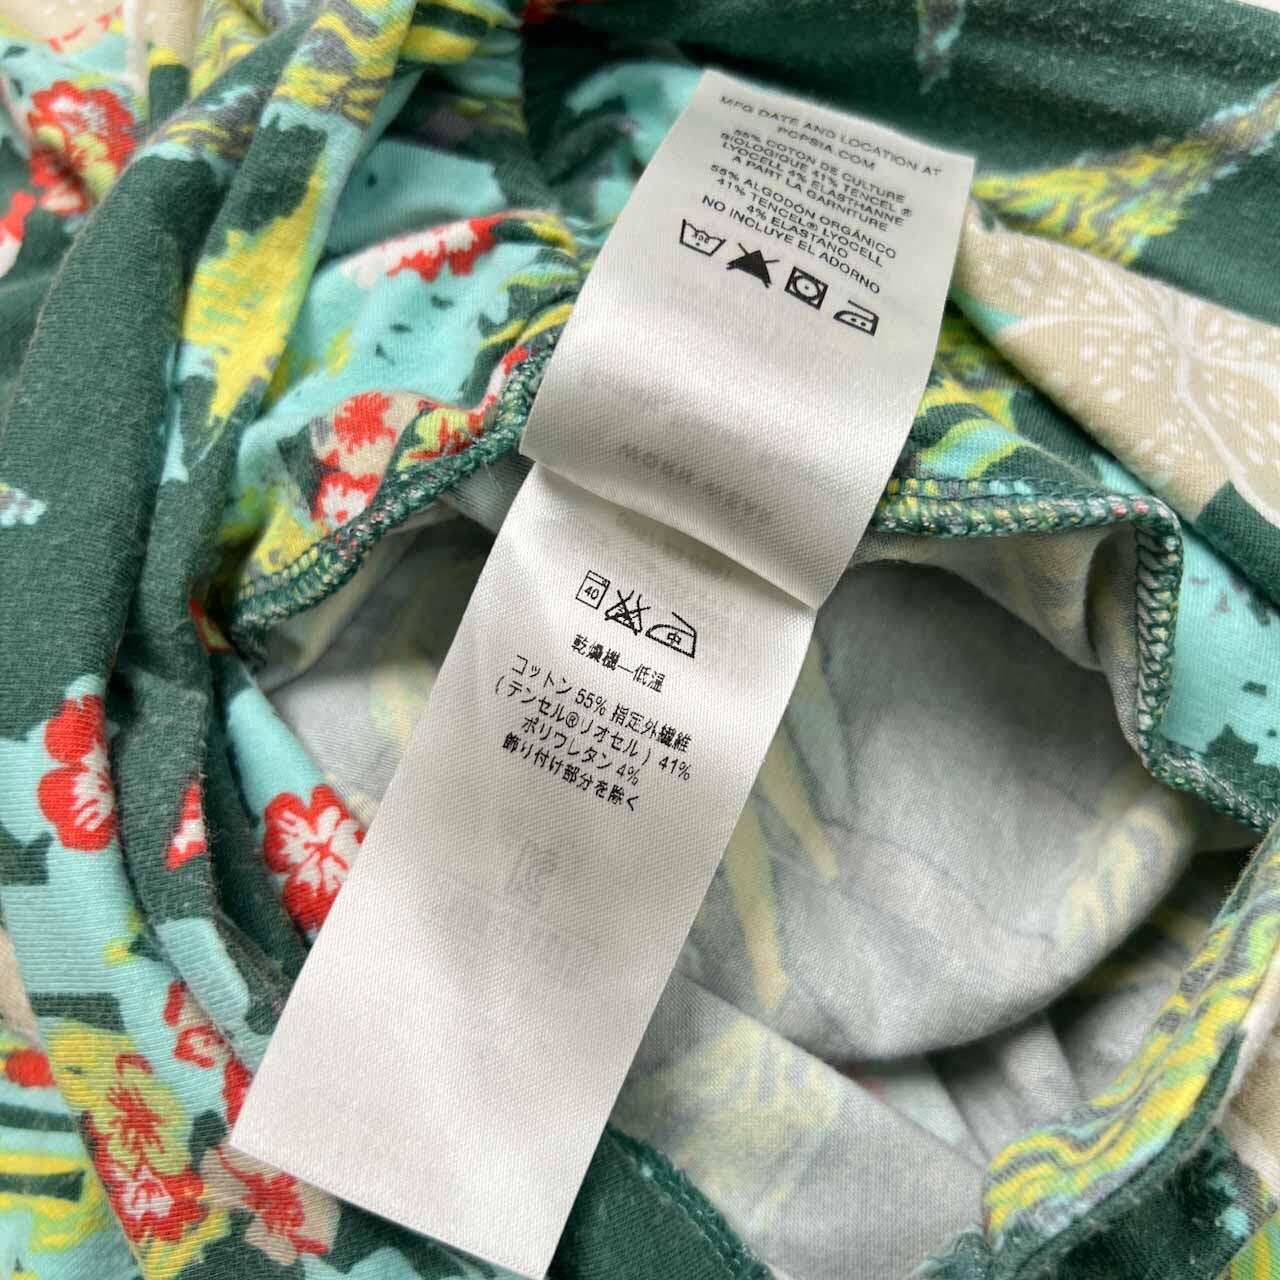 MFG DATE AND LOCATION AT
PCPSIA.COM
55% COTON DE CULTURE
BIOLOGIQUE 41% TENCEL ®
LYOCELL 4% ELASTHANNE
A PART LA GARNITURE
55% ALGODÓN ORGÁNICO
41% TENCEL® LYOCELL
4% ELASTANO
NO INCLUYE EL ADORNO
40
中
乾燥機—低温
コットン 55% 指定外繊維
(テンセル®リオセル) 41%
ポリウレタン 4%
飾り付け部分を除く